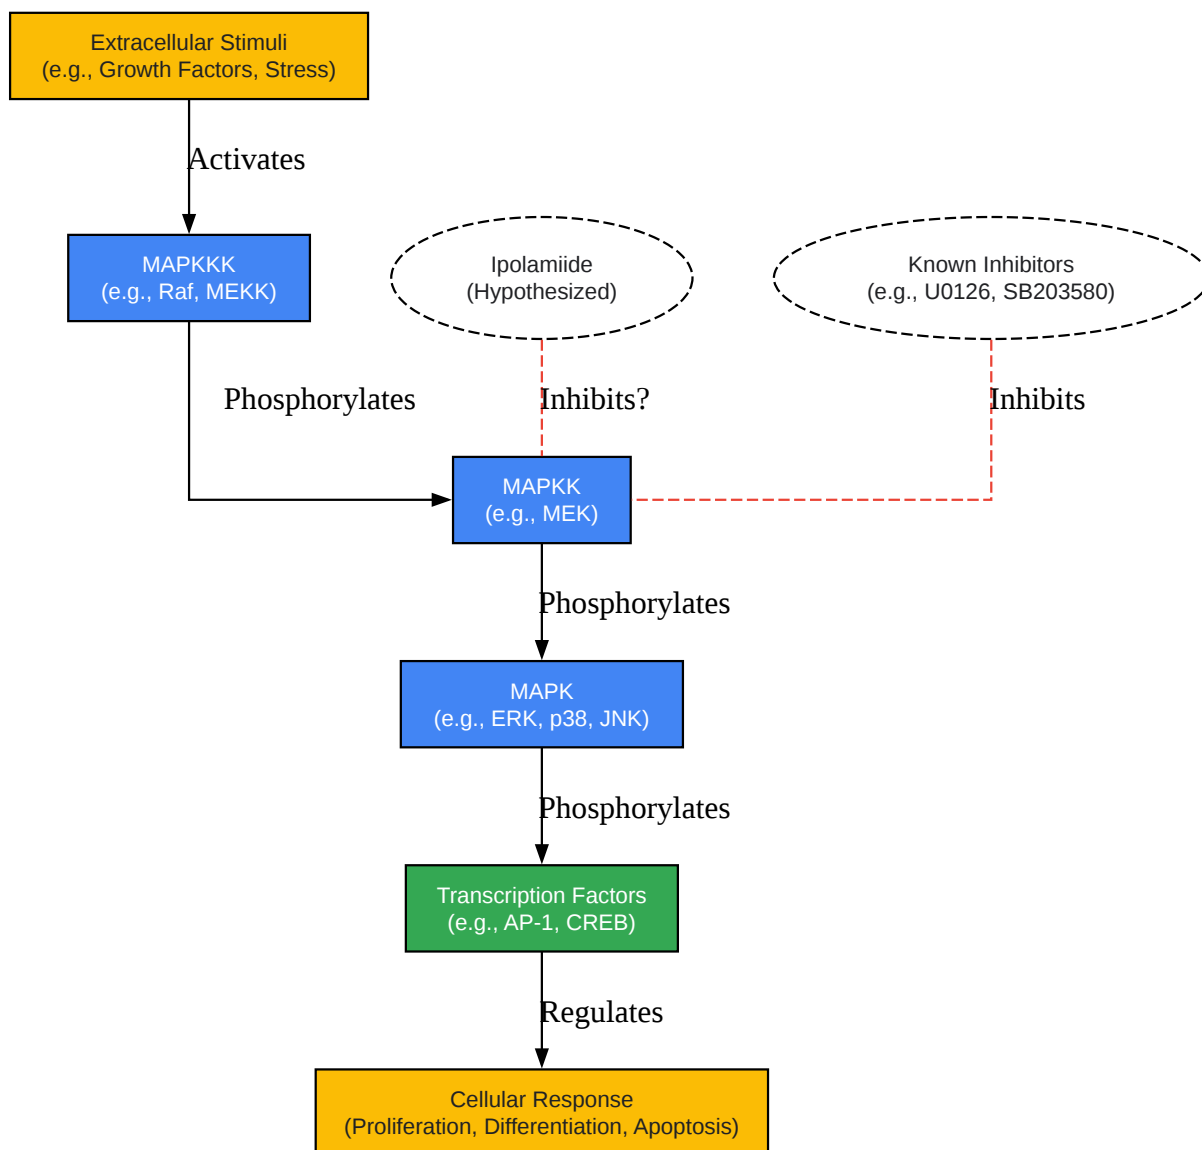 Extracellular Stimuli
(e.g., Growth Factors, Stress)
Activates
MAPKKK
(e.g., Raf, MEKK)
Ipolamiide
(Hypothesized)
Known Inhibitors
(e.g., U0126, SB203580)
Phosphorylates
Inhibits?
Inhibits
MAPKK
(e.g., MEK)
Phosphorylates
MAPK
(e.g., ERK, p38, JNK)
Phosphorylates
Transcription Factors
(e.g., AP-1, CREB)
Regulates
Cellular Response
(Proliferation, Differentiation, Apoptosis)